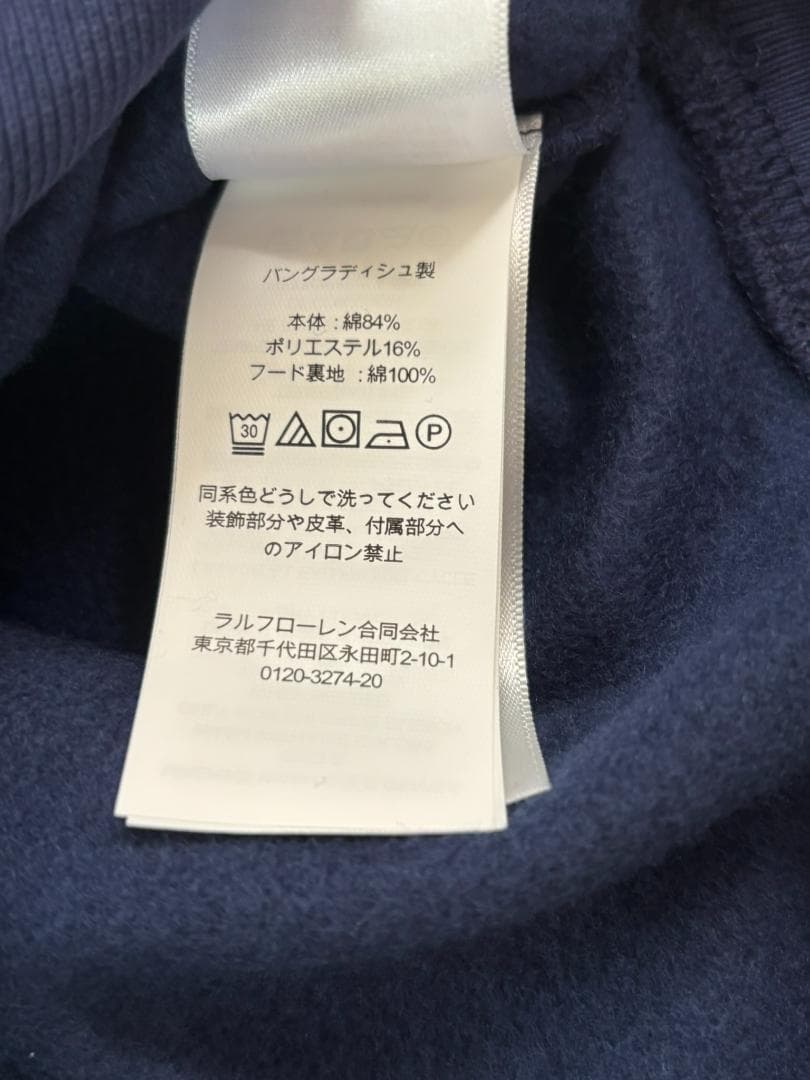 バングラディシュ製
本体 : 綿84%
ポリエステル16%
フード裏地 : 綿100%
30 P
同系色どうしで洗ってください
装飾部分や皮革、付属部分へ
のアイロン禁止
ラルフローレン合同会社
東京都千代田区永田町2-10-1
0120-3274-20